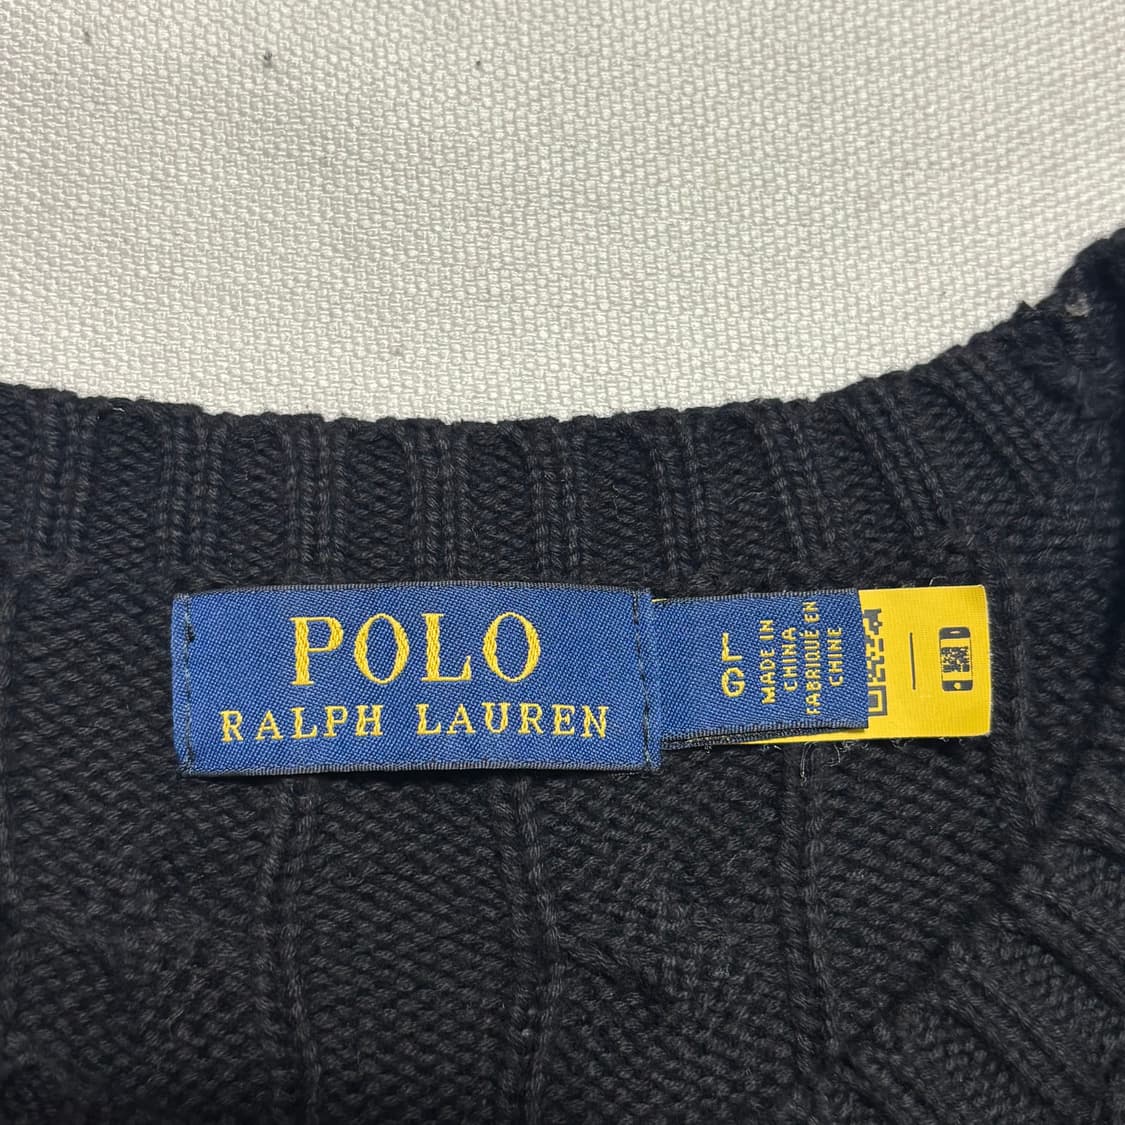 POLO
RALPH LAUREN
L
G
MADE IN
CHINA
FABRIQUÉ EN
CHINE